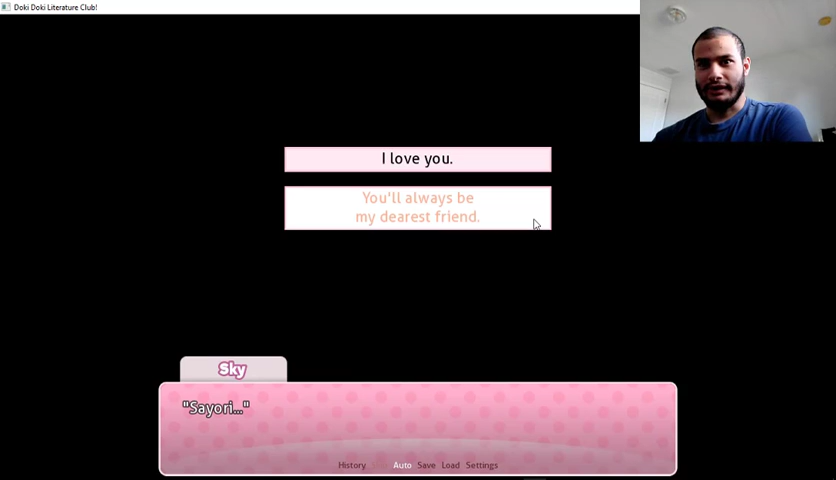 Doki Doki Literature Club!
I love you.
You'll always be
my dearest friend.
Sky
"Sayori..."
History Auto Save Load Settings